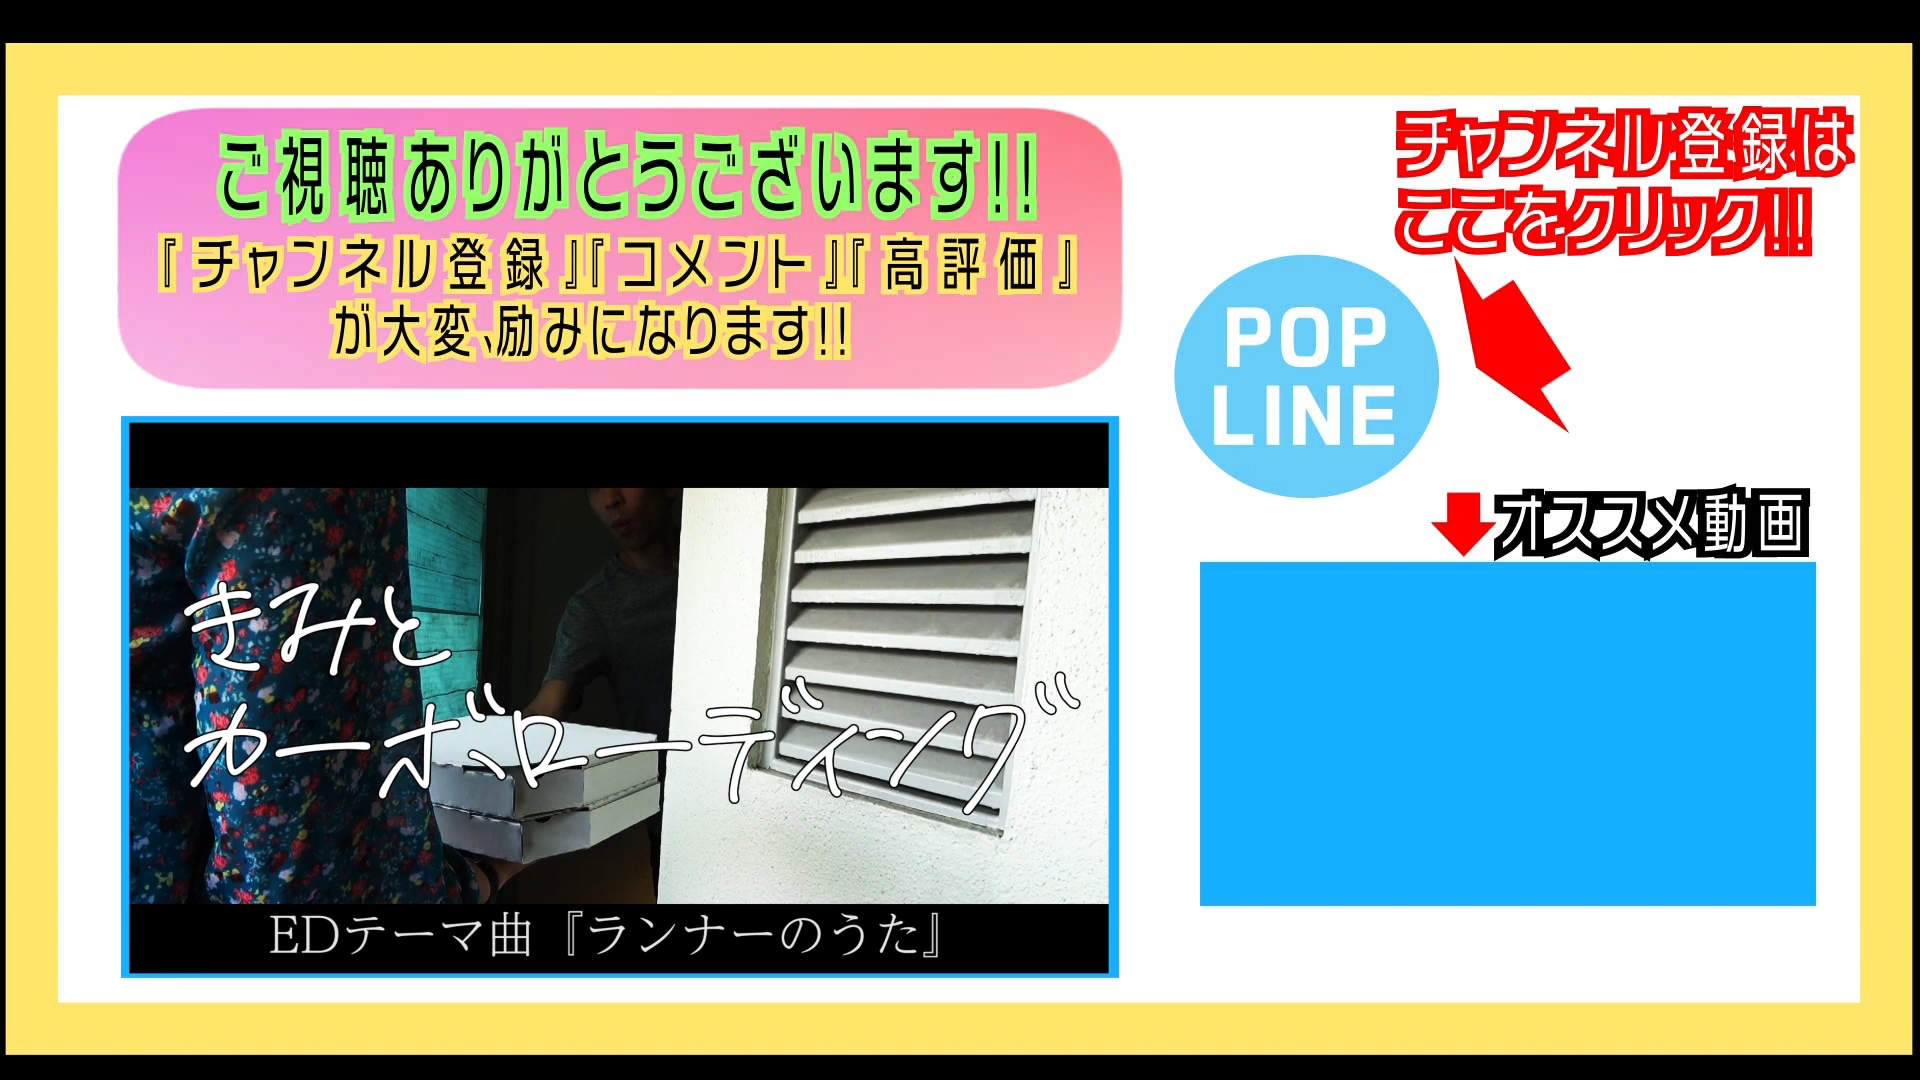 ご視聴ありがとうございます!!
『チャンネル登録』『コメント』『高評価』
が大変、励みになります!!
チャンネル登録は
ここをクリック!!
POP
LINE
オススメ動画
きみと
カーボローディング
EDテーマ曲『ランナーのうた』